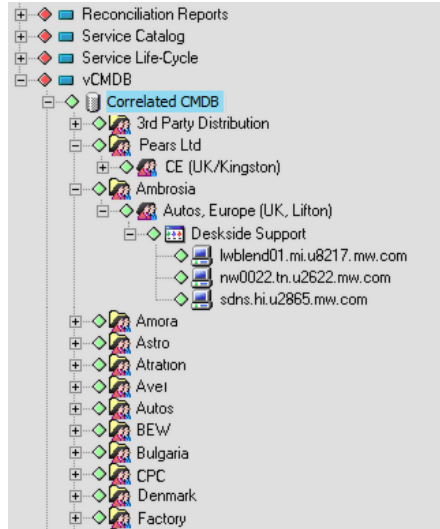 Reconciliation Reports
Service Catalog
Service Life-Cycle
vCMDB
Correlated CMDB
3rd Party Distribution
Pears Ltd
CE (UK/Kingston)
Ambrosia
Autos, Europe (UK, Lifton)
Deskside Support
lwblend01.mi.u8217.mw.com
nw0022.tn.u2622.mw.com
sdns.hi.u2865.mw.com
Amora
Astro
Atration
Avel
Autos
BEW
Bulgaria
CPC
Denmark
Factory